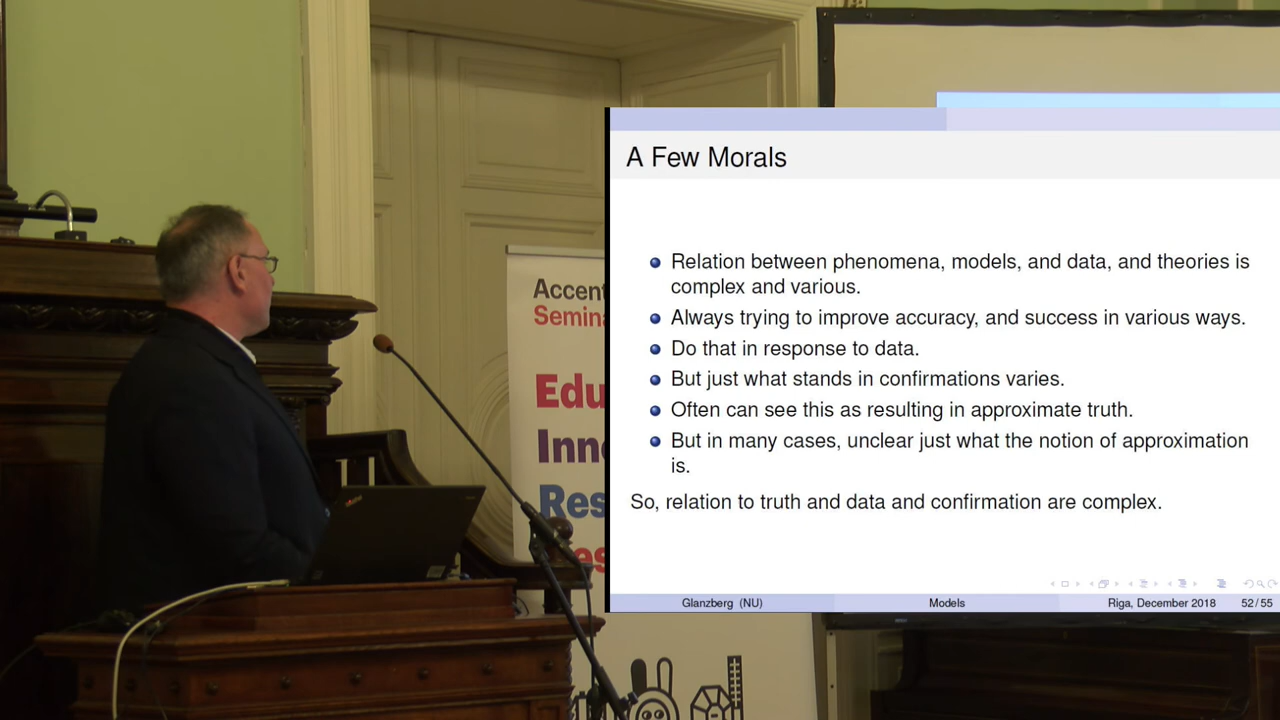 A Few Morals
Relation between phenomena, models, and data, and theories is
complex and various.
Always trying to improve accuracy, and success in various ways.
Do that in response to data.
But just what stands in confirmations varies.
Often can see this as resulting in approximate truth.
But in many cases, unclear just what the notion of approximation
is.
So, relation to truth and data and confirmation are complex.
Glanzberg (NU) Models Riga, December 2018 52/55
Accent
Semina
Edu
Inn
Res